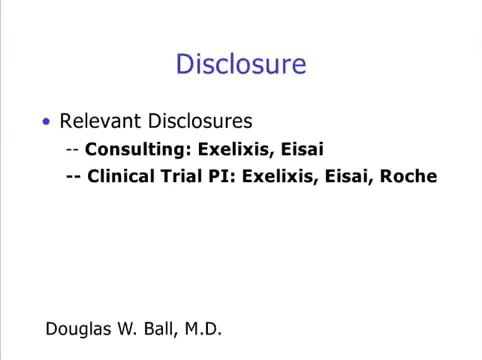 Disclosure
• Relevant Disclosures
-- Consulting: Exelixis, Eisai
-- Clinical Trial PI: Exelixis, Eisai, Roche
Douglas W. Ball, M.D.